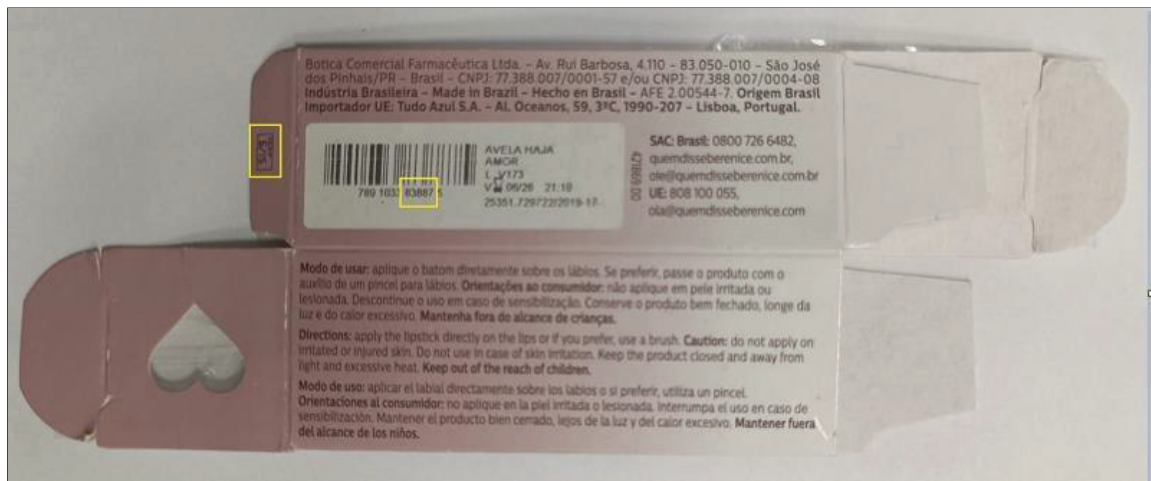 Botica Comercial Farmacêutica Ltda. – Av. Rui Barbosa, 4.110 – 83.050-010 – São José
dos Pinhais/PR – Brasil – CNPJ: 77.388.007/0001-57 e/ou CNPJ: 77.388.007/0004-08
Indústria Brasileira – Made in Brazil – Hecho en Brasil – AFE 2.00544-7. Origem Brasil
Importador UE: Tudo Azul S.A. – Al. Oceanos, 59, 3ºC, 1990-207 – Lisboa, Portugal.
AVELA HAJA
AMOR
L V173
V 06/26 21:18
789 1033 83887 5
421869.00
SAC: Brasil: 0800 726 6482,
quemdisseberenice.com.br,
ole@quemdisseberenice.com.br
UE: 808 100 055,
ola@quemdisseberenice.com
Modo de usar: aplique o batom diretamente sobre os lábios. Se preferir, passe o produto com o
auxílio de um pincel para lábios. Orientações ao consumidor: não aplique em pele irritada ou
lesionada. Descontinue o uso em caso de sensibilização. Conserve o produto bem fechado, longe da
luz e do calor excessivo. Mantenha fora do alcance de crianças.
Directions: apply the lipstick directly on the lips or if you prefer, use a brush. Caution: do not apply on
irritated or injured skin. Do not use in case of skin irritation. Keep the product closed and away from
light and excessive heat. Keep out of the reach of children.
Modo de uso: aplicar el labial directamente sobre los labios o si preferir, utiliza un pincel.
Orientaciones al consumidor: no aplique en la piel irritada o lesionada. Interrumpa el uso en caso de
sensibilización. Mantener el producto bien cerrado, lejos de la luz y del calor excesivo. Mantener fuera
del alcance de los niños.